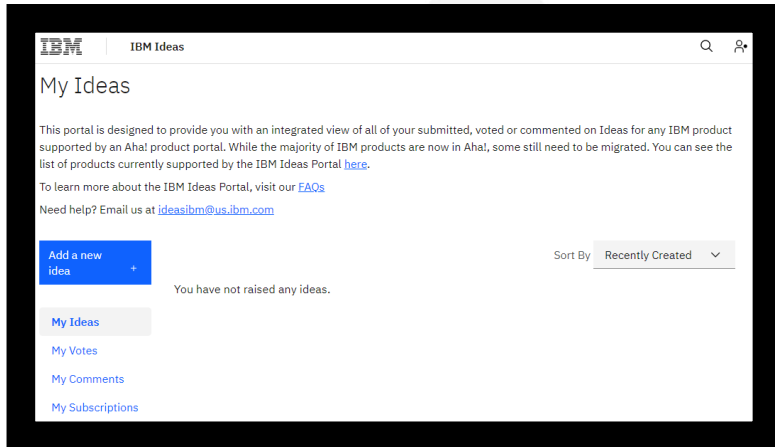 IBM
IBM Ideas
My Ideas
This portal is designed to provide you with an integrated view of all of your submitted, voted or commented on Ideas for any IBM product
supported by an Aha! product portal. While the majority of IBM products are now in Aha!, some still need to be migrated. You can see the
list of products currently supported by the IBM Ideas Portal here.
To learn more about the IBM Ideas Portal, visit our FAQs
Need help? Email us at ideasibm@us.ibm.com
Add a new
idea +
Sort By Recently Created
You have not raised any ideas.
My Ideas
My Votes
My Comments
My Subscriptions